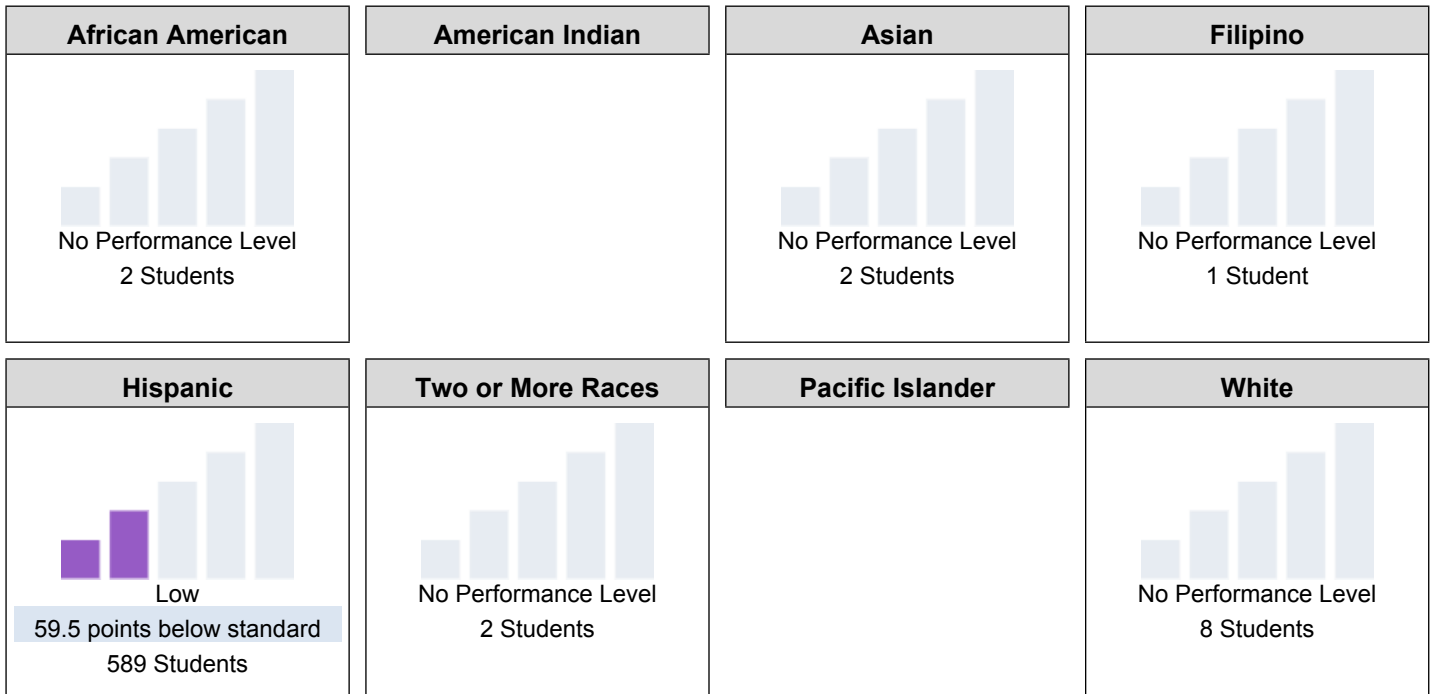 African American
No Performance Level
2 Students
American Indian
Asian
No Performance Level
2 Students
Filipino
No Performance Level
1 Student
Hispanic
Low
59.5 points below standard
589 Students
Two or More Races
No Performance Level
2 Students
Pacific Islander
White
No Performance Level
8 Students